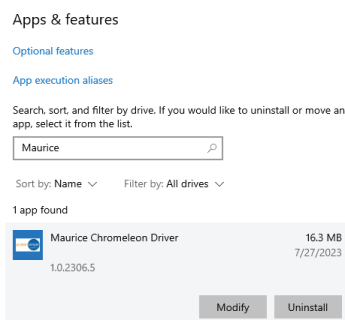 Apps & features
Optional features
App execution aliases
Search, sort, and filter by drive. If you would like to uninstall or move an
app, select it from the list.
Maurice
Sort by: Name
Filter by: All drives
1 app found
Maurice Chromeleon Driver
16.3 MB
7/27/2023
1.0.2306.5
Modify
Uninstall